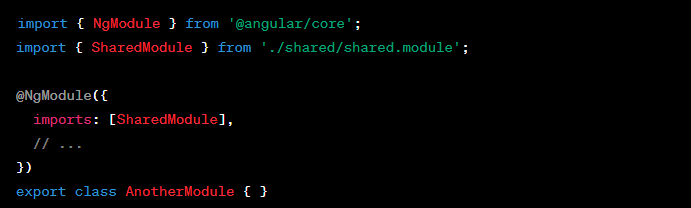 import { NgModule } from '@angular/core';
import { SharedModule } from './shared/shared.module';
@NgModule({
imports: [SharedModule],
// ...
})
export class AnotherModule { }